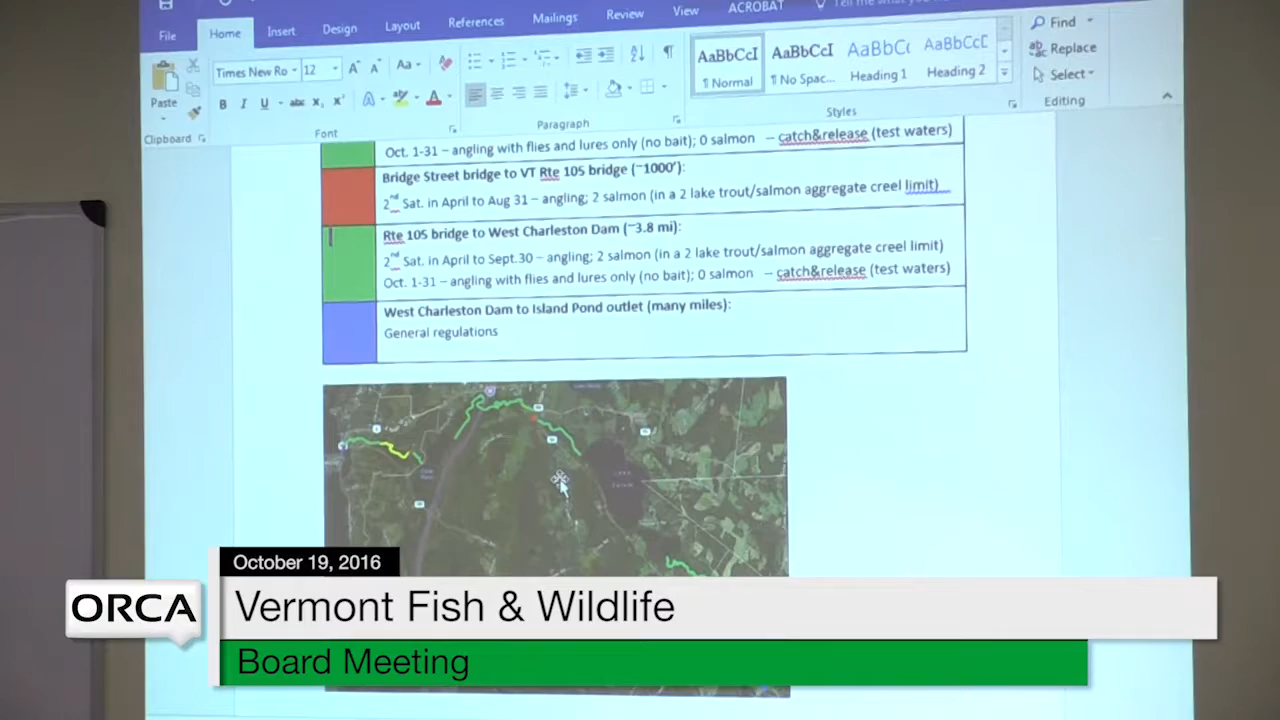 File Home Insert Design Layout References Mailings Review View ACROBAT
Times New Ro 12 Aa
AaBbCcI AaBbCcI AaBbCc AaBbCcD
¶ Normal ¶ No Spac... Heading 1 Heading 2
Find
Replace
Select
Paste
B I U abc X₂ X² A A
Clipboard Font Paragraph Styles Editing
Oct. 1-31 – angling with flies and lures only (no bait); 0 salmon – catch&release (test waters)
Bridge Street bridge to VT Rte 105 bridge (~1000'):
2nd Sat. in April to Aug 31 – angling; 2 salmon (in a 2 lake trout/salmon aggregate creel limit)
Rte 105 bridge to West Charleston Dam (~3.8 mi):
2nd Sat. in April to Sept.30 – angling; 2 salmon (in a 2 lake trout/salmon aggregate creel limit)
Oct. 1-31 – angling with flies and lures only (no bait); 0 salmon – catch&release (test waters)
West Charleston Dam to Island Pond outlet (many miles):
General regulations
October 19, 2016
ORCA
Vermont Fish & Wildlife
Board Meeting